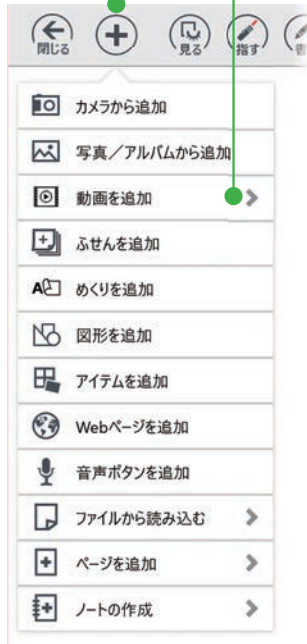 閉じる
見る
指す
カメラから追加
写真／アルバムから追加
動画を追加
ふせんを追加
めくりを追加
図形を追加
アイテムを追加
Webページを追加
音声ボタンを追加
ファイルから読み込む
ページを追加
ノートの作成